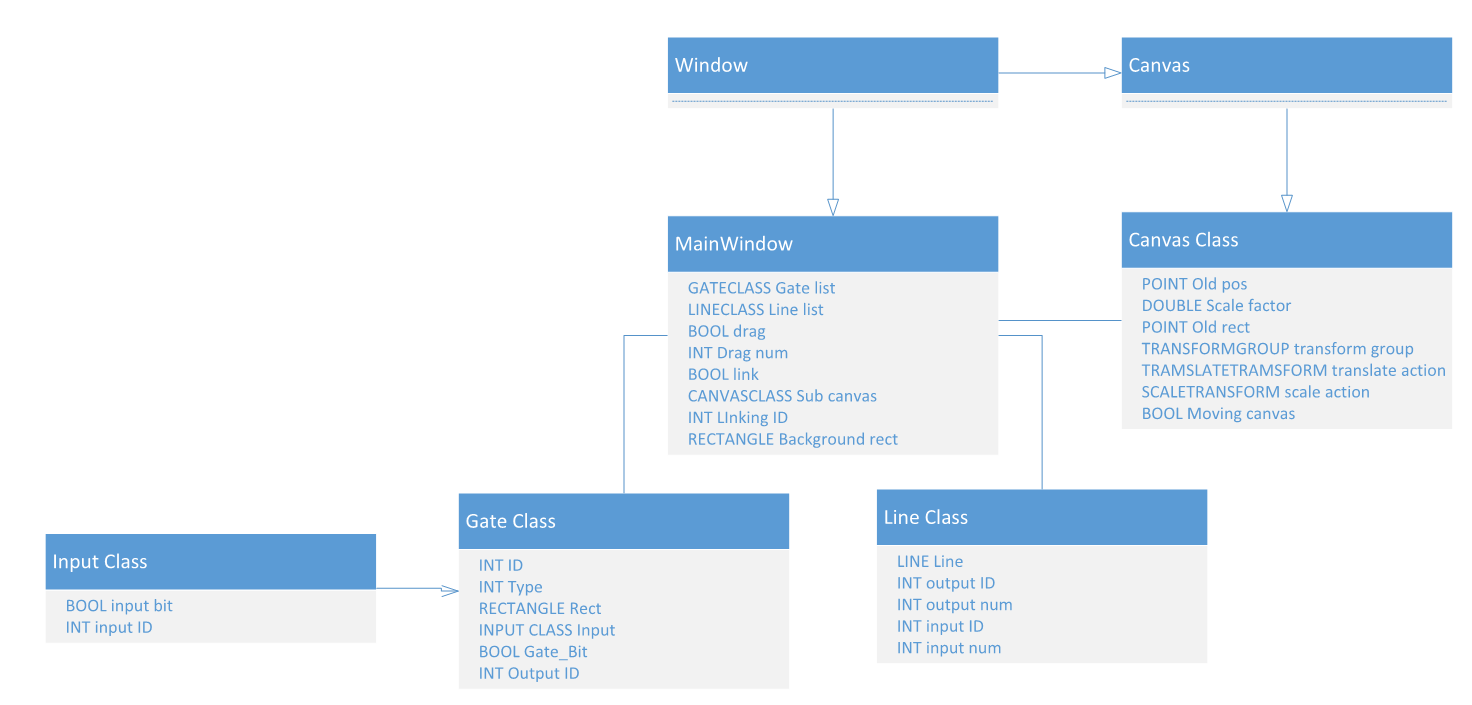 Window
Canvas
MainWindow
GATECLASS Gate list
LINECLASS Line list
BOOL drag
INT Drag num
BOOL link
CANVASCLASS Sub canvas
INT LInking ID
RECTANGLE Background rect
Canvas Class
POINT Old pos
DOUBLE Scale factor
POINT Old rect
TRANSFORMGROUP transform group
TRAMSLATETRAMSFORM translate action
SCALETRANSFORM scale action
BOOL Moving canvas
Input Class
BOOL input bit
INT input ID
Gate Class
INT ID
INT Type
RECTANGLE Rect
INPUT CLASS Input
BOOL Gate_Bit
INT Output ID
Line Class
LINE Line
INT output ID
INT output num
INT input ID
INT input num